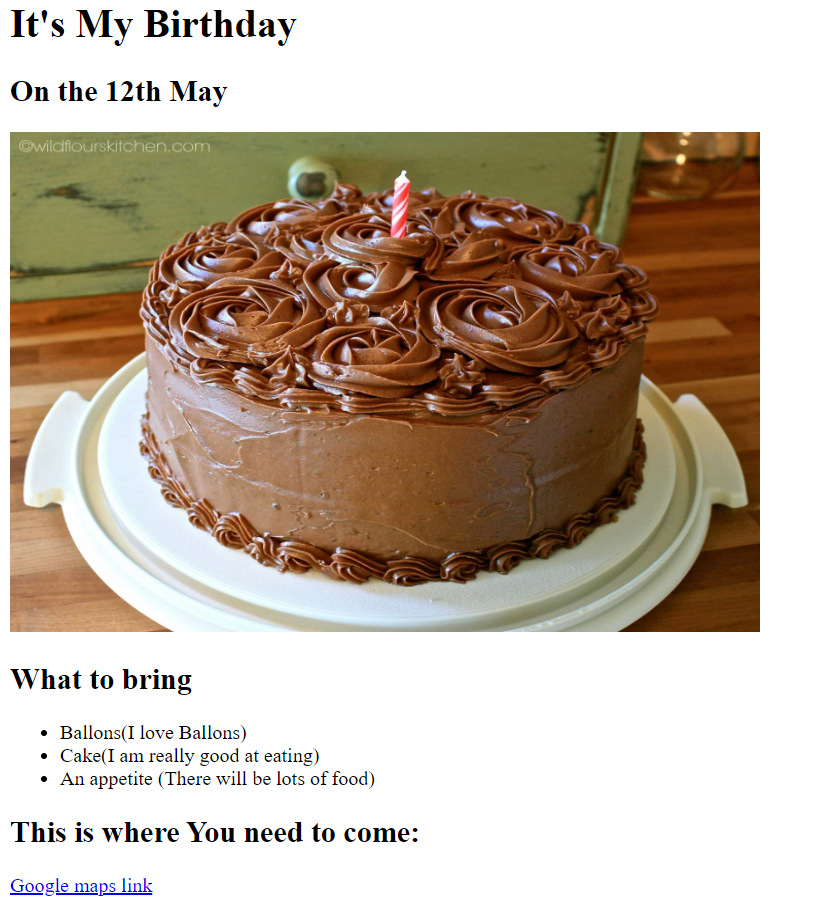 It's My Birthday
On the 12th May
©wildflourskitchen.com
What to bring
Ballons(I love Ballons)
Cake(I am really good at eating)
An appetite (There will be lots of food)
This is where You need to come:
Google maps link